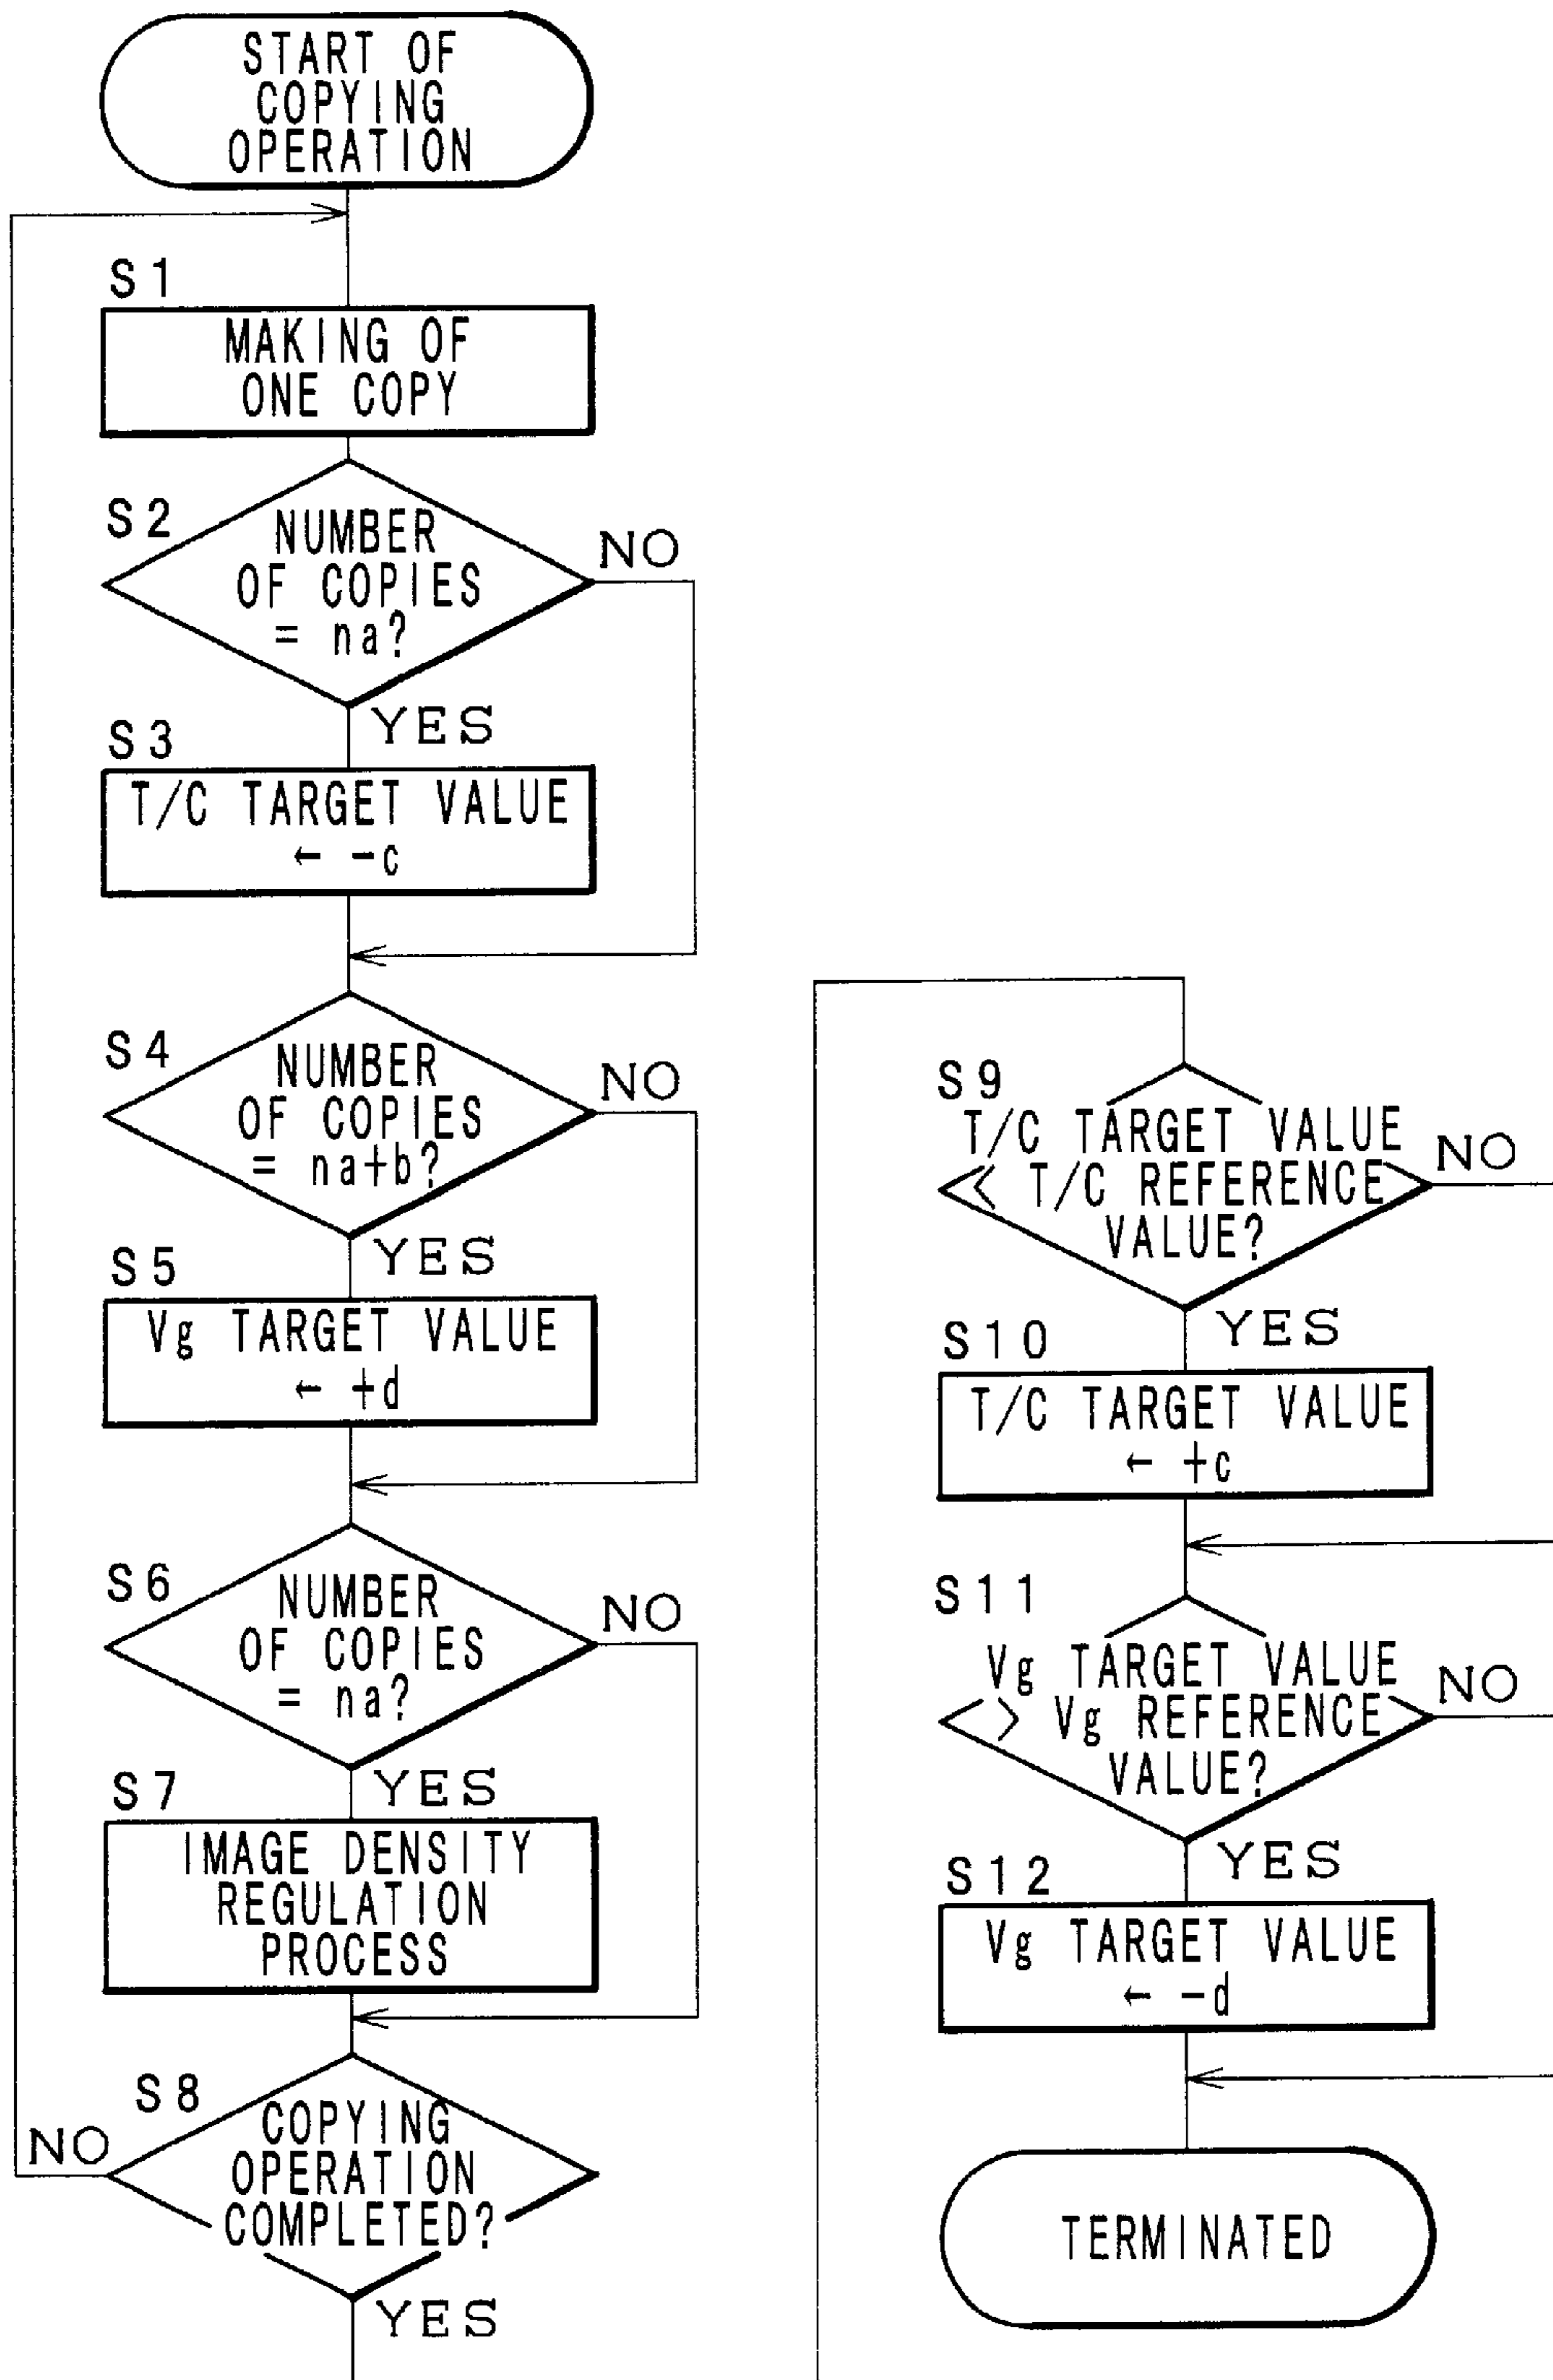 START OF
COPYING
OPERATION
S1
MAKING OF
ONE COPY
S2
NUMBER
OF COPIES
= na?
NO
YES
S3
T/C TARGET VALUE
← -c
S4
NUMBER
OF COPIES
= na+b?
NO
YES
S5
Vg TARGET VALUE
← +d
S6
NUMBER
OF COPIES
= na?
NO
YES
S7
IMAGE DENSITY
REGULATION
PROCESS
S8
COPYING
OPERATION
COMPLETED?
NO
YES
S9
T/C TARGET VALUE
< T/C REFERENCE
VALUE?
NO
YES
S10
T/C TARGET VALUE
← +c
S11
Vg TARGET VALUE
> Vg REFERENCE
VALUE?
NO
YES
S12
Vg TARGET VALUE
← -d
TERMINATED